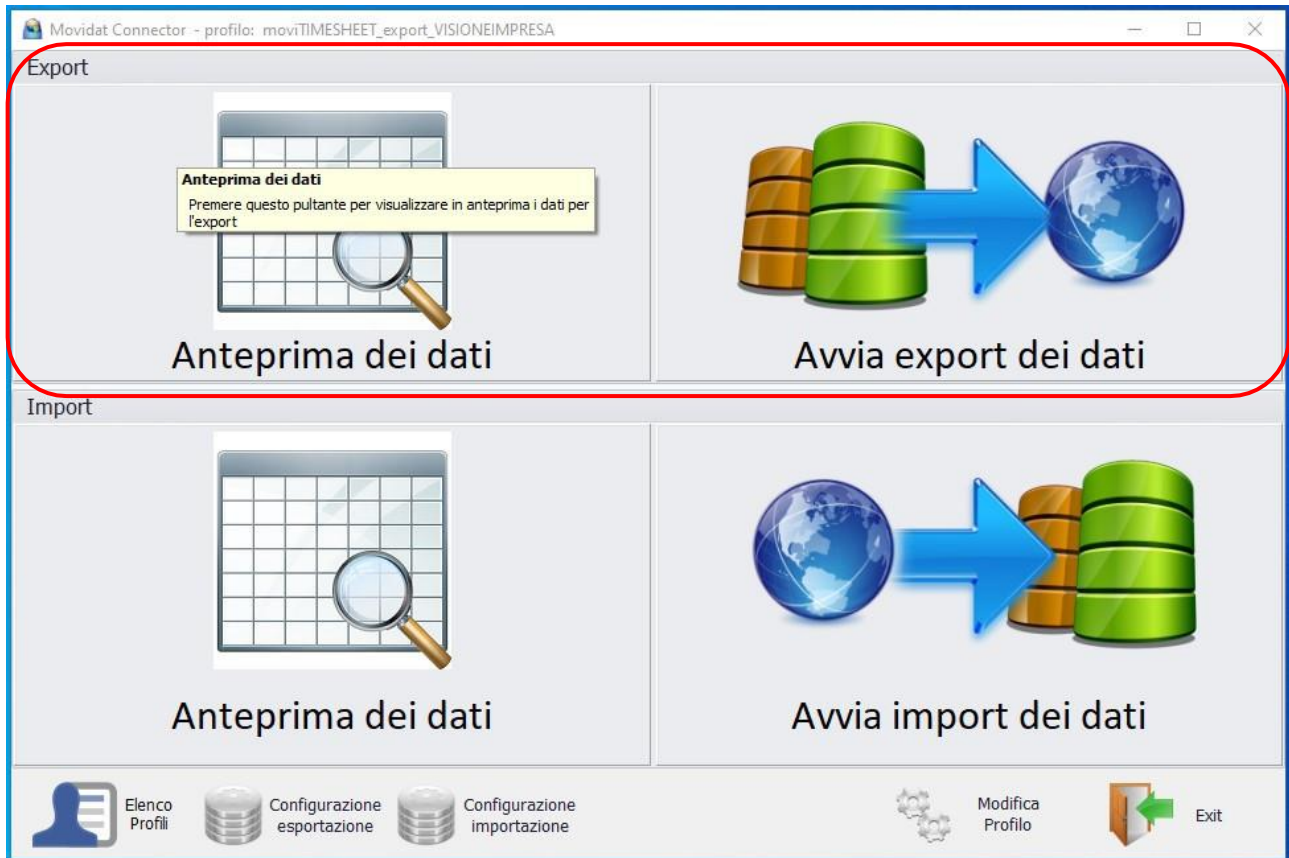 Movidat Connector - profilo: moviTIMESHEET_export_VISIONEIMPRESA
Export
Anteprima dei dati
Premere questo pultante per visualizzare in anteprima i dati per
l'export
Anteprima dei dati
Avvia export dei dati
Import
Anteprima dei dati
Avvia import dei dati
Elenco
Profili
Configurazione
esportazione
Configurazione
importazione
Modifica
Profilo
Exit